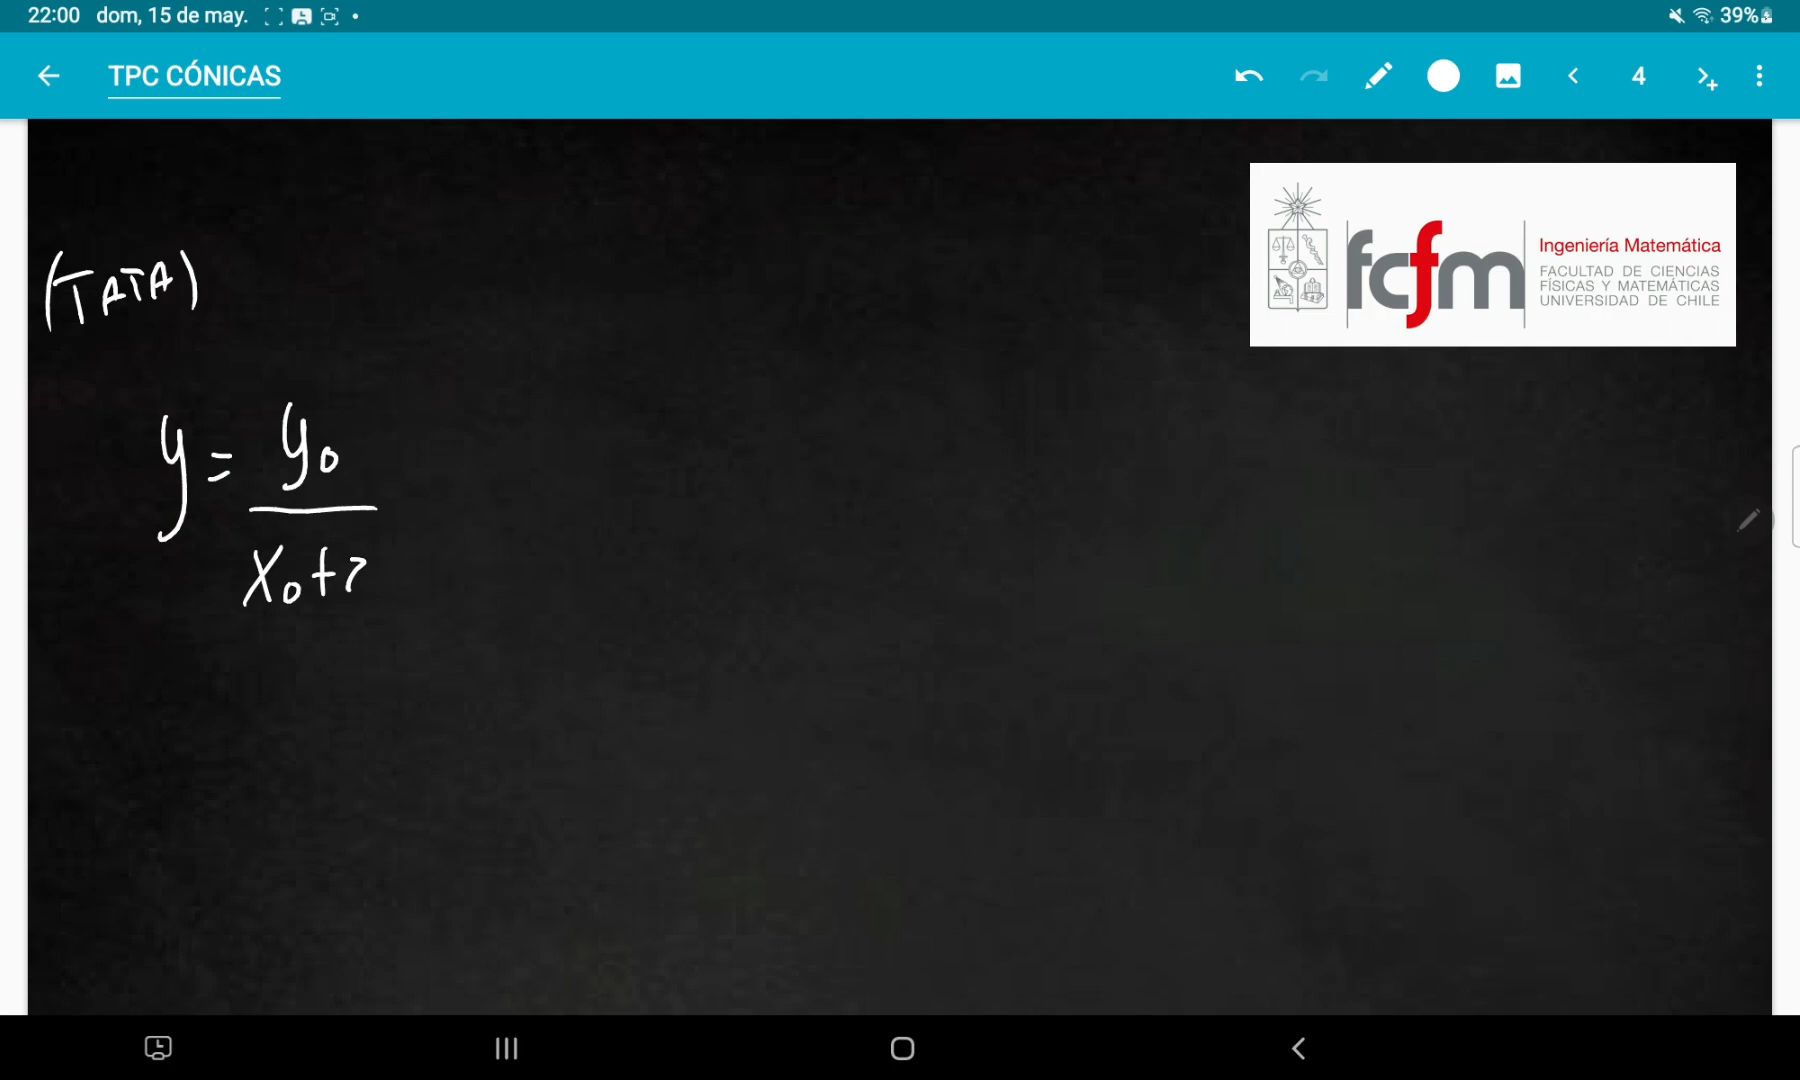 22:00 dom, 15 de may. 39%
TPC CÓNICAS 4
Ingeniería Matemática
FACULTAD DE CIENCIAS
FÍSICAS Y MATEMÁTICAS
UNIVERSIDAD DE CHILE
fcfm
(TATA)
y = y₀
x₀+